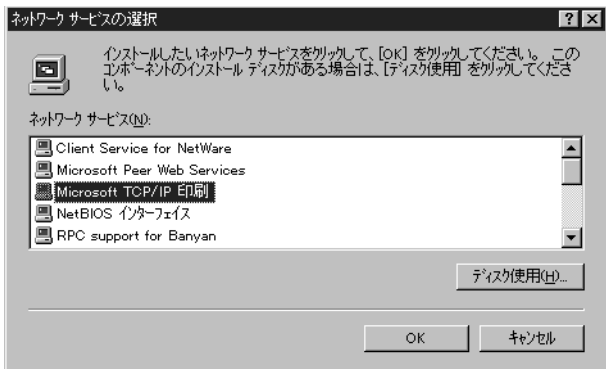 ネットワーク サービスの選択
インストールしたいネットワーク サービスをクリックして、[OK] をクリックしてください。 この
コンポーネントのインストール ディスクがある場合は、[ディスク使用] をクリックしてくださ
い。
ネットワーク サービス(N):
Client Service for NetWare
Microsoft Peer Web Services
Microsoft TCP/IP 印刷
NetBIOS インターフェイス
RPC support for Banyan
ディスク使用(H)...
OK キャンセル